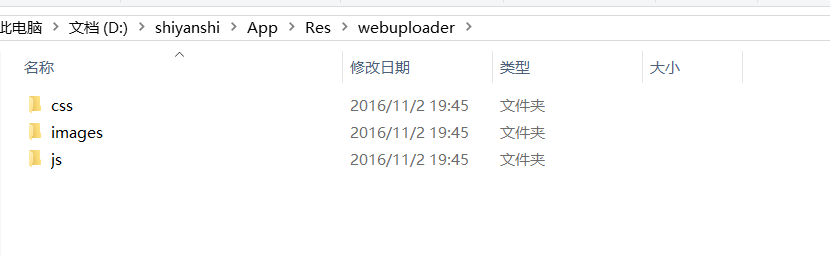 此电脑 > 文档 (D:) > shiyanshi > App > Res > webuploader >
名称 修改日期 类型 大小
css 2016/11/2 19:45 文件夹
images 2016/11/2 19:45 文件夹
js 2016/11/2 19:45 文件夹